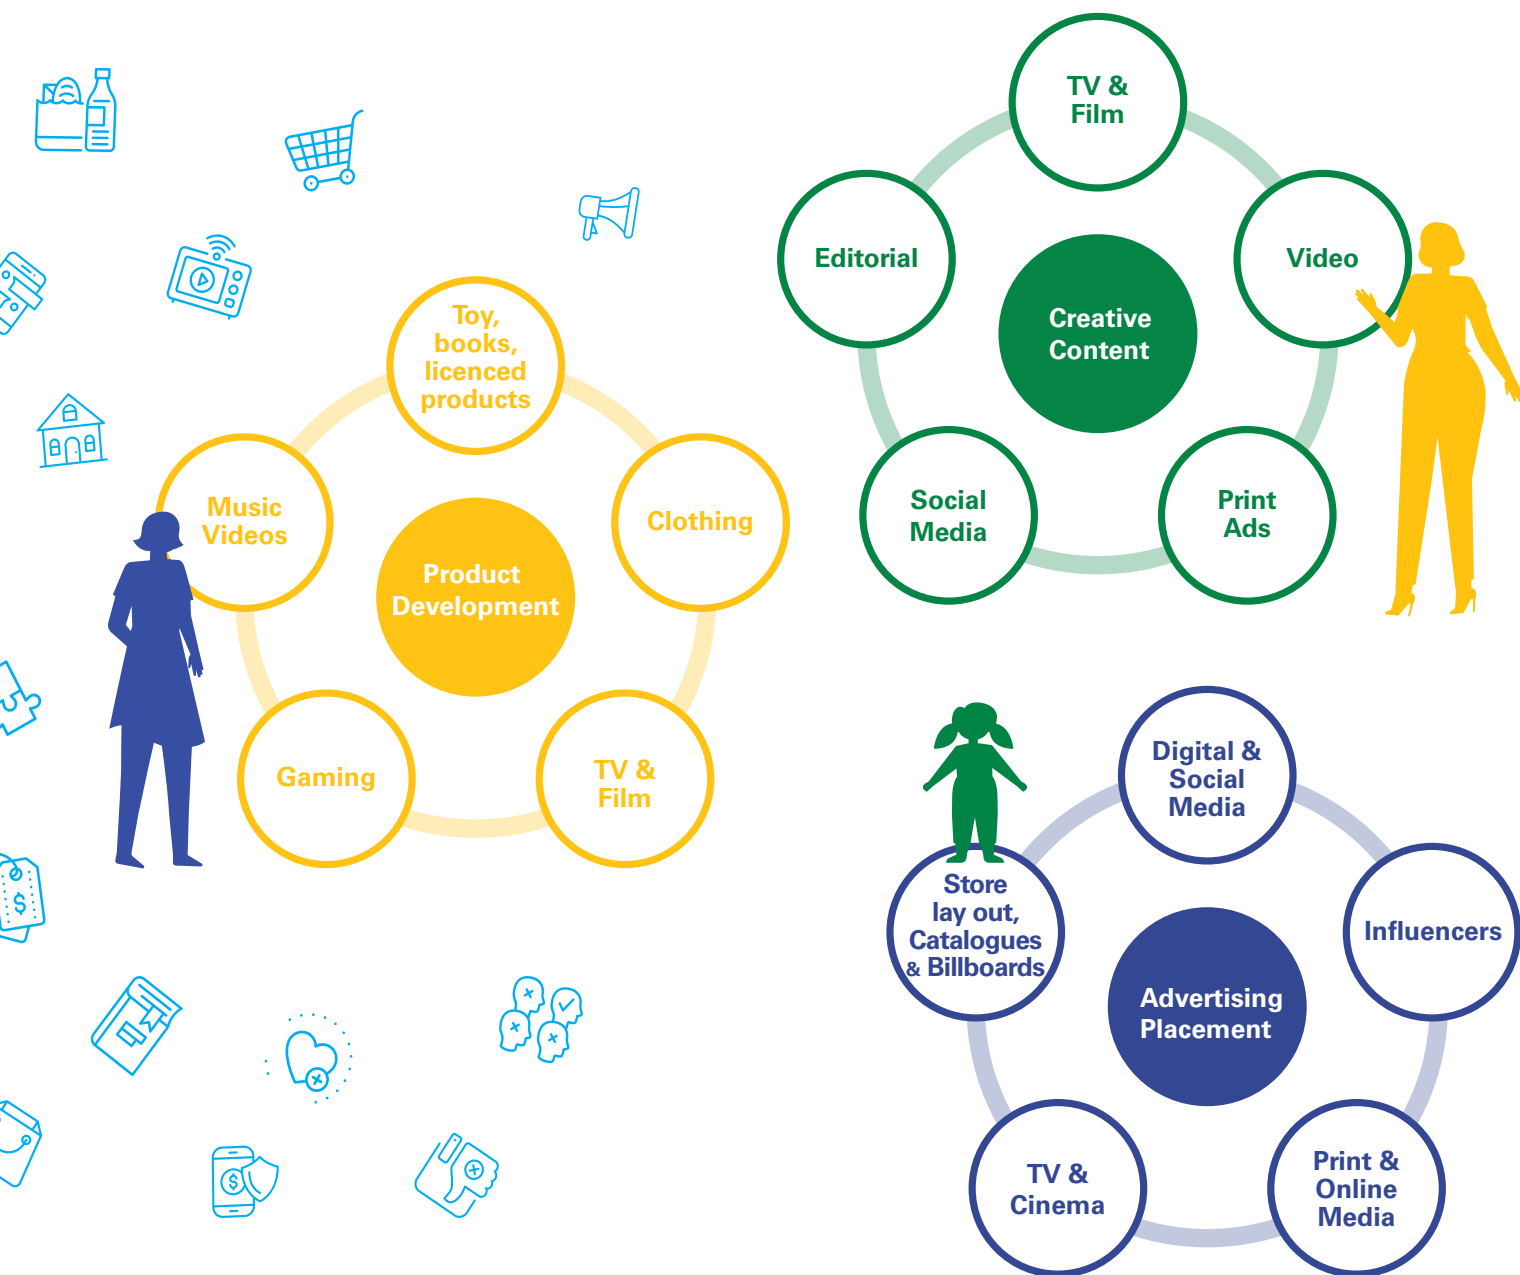 Toy,
books,
licenced
products
Music
Videos
Clothing
Product
Development
Gaming
TV &
Film
TV &
Film
Editorial
Video
Creative
Content
Social
Media
Print
Ads
Digital &
Social
Media
Store
lay out,
Catalogues
& Billboards
Influencers
Advertising
Placement
TV &
Cinema
Print &
Online
Media
$
$